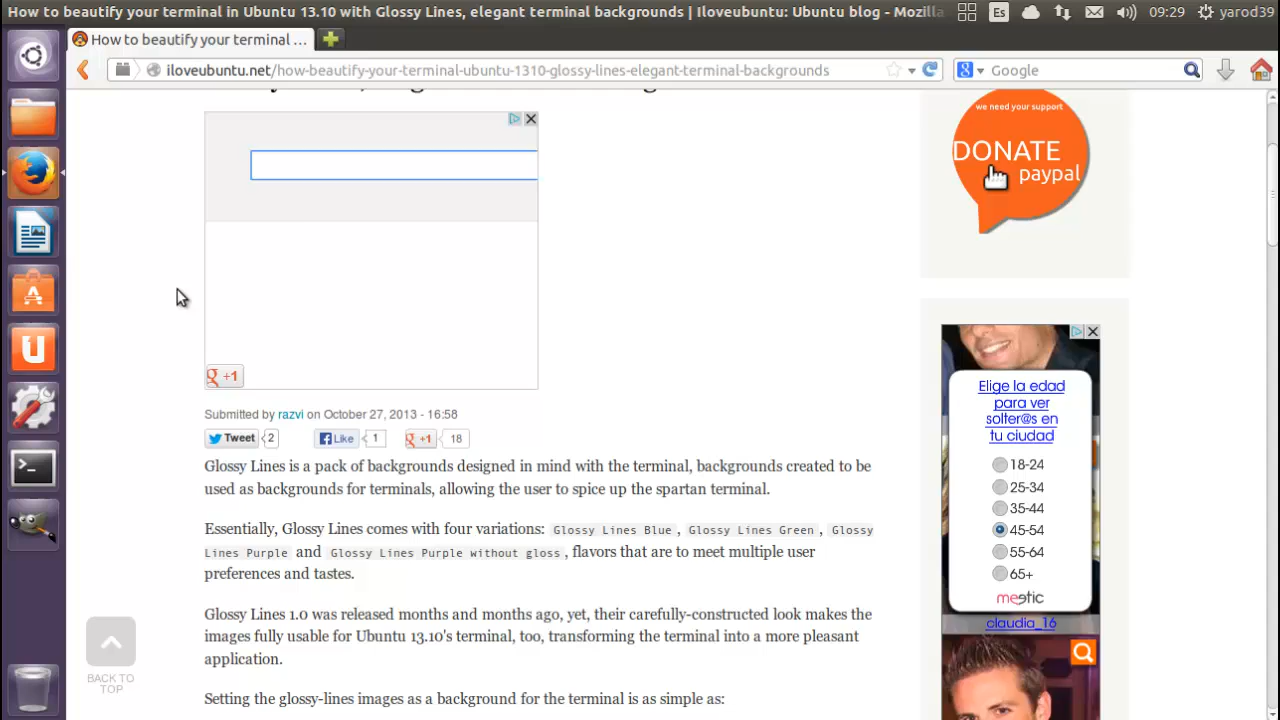 How to beautify your terminal in Ubuntu 13.10 with Glossy Lines, elegant terminal backgrounds | Iloveubuntu: Ubuntu blog - Mozilla
Es
09:29
yarod39
How to beautify your terminal ...
iloveubuntu.net/how-beautify-your-terminal-ubuntu-1310-glossy-lines-elegant-terminal-backgrounds
Google
we need your support
DONATE
paypal
+1
Submitted by razvi on October 27, 2013 - 16:58
Tweet 2 Like 1 +1 18
Glossy Lines is a pack of backgrounds designed in mind with the terminal, backgrounds created to be
used as backgrounds for terminals, allowing the user to spice up the spartan terminal.
Essentially, Glossy Lines comes with four variations: Glossy Lines Blue, Glossy Lines Green, Glossy
Lines Purple and Glossy Lines Purple without gloss, flavors that are to meet multiple user
preferences and tastes.
Glossy Lines 1.0 was released months and months ago, yet, their carefully-constructed look makes the
images fully usable for Ubuntu 13.10's terminal, too, transforming the terminal into a more pleasant
application.
Setting the glossy-lines images as a background for the terminal is as simple as:
BACK TO
TOP
Elige la edad
para ver
solter@s en
tu ciudad
18-24
25-34
35-44
45-54
55-64
65+
meetic
claudia_16